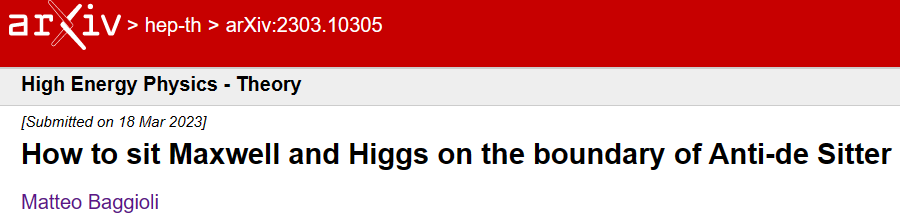 arXiv > hep-th > arXiv:2303.10305
High Energy Physics - Theory
[Submitted on 18 Mar 2023]
How to sit Maxwell and Higgs on the boundary of Anti-de Sitter
Matteo Baggioli